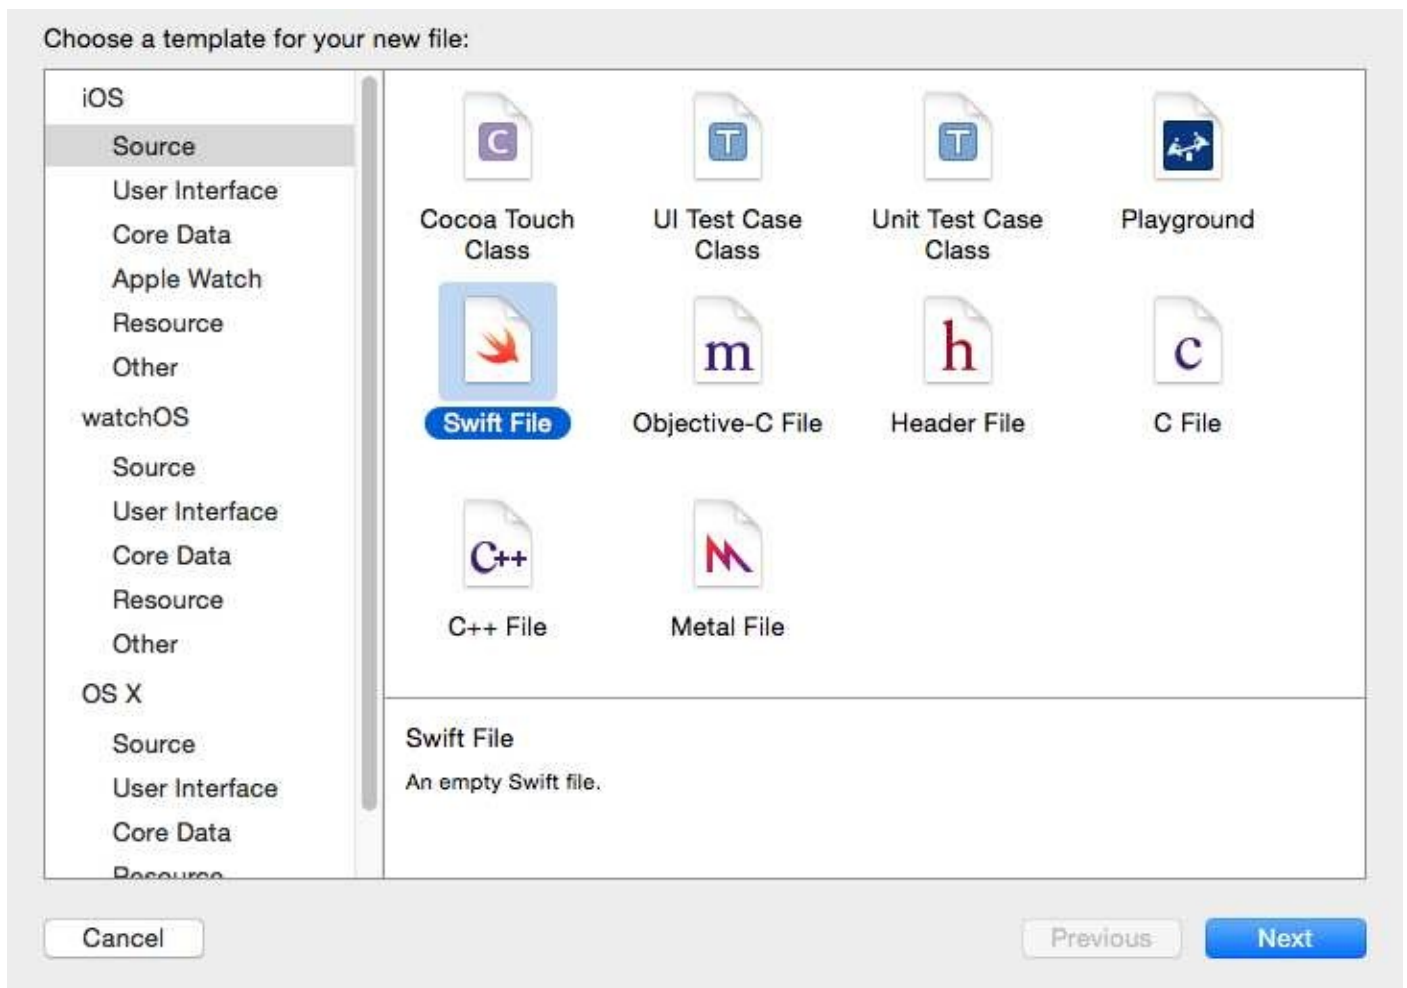 Choose a template for your new file:
iOS
Source
User Interface
Core Data
Apple Watch
Resource
Other
watchOS
Source
User Interface
Core Data
Resource
Other
OS X
Source
User Interface
Core Data
Resource
C
Cocoa Touch
Class
T
UI Test Case
Class
T
Unit Test Case
Class
Playground
Swift File
m
Objective-C File
h
Header File
c
C File
C++
C++ File
Metal File
Swift File
An empty Swift file.
Cancel
Previous
Next